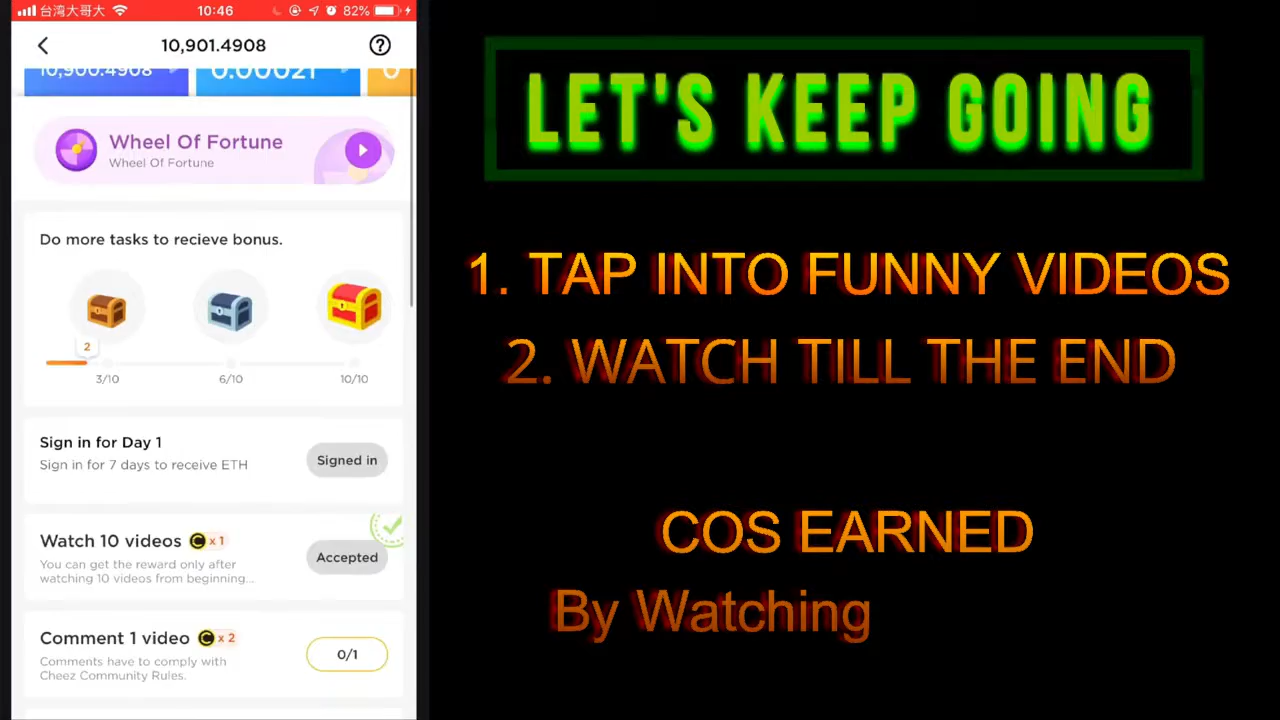 台湾大哥大 10:46 82%
10,901.4908
10,900.4908 0.00021 0
Wheel Of Fortune
Wheel Of Fortune
Do more tasks to recieve bonus.
2
3/10 6/10 10/10
Sign in for Day 1
Sign in for 7 days to receive ETH
Signed in
Watch 10 videos C x 1
You can get the reward only after
watching 10 videos from beginning...
Accepted
Comment 1 video C x 2
Comments have to comply with
Cheez Community Rules.
0/1
LET'S KEEP GOING
1. TAP INTO FUNNY VIDEOS
2. WATCH TILL THE END
COS EARNED
By Watching